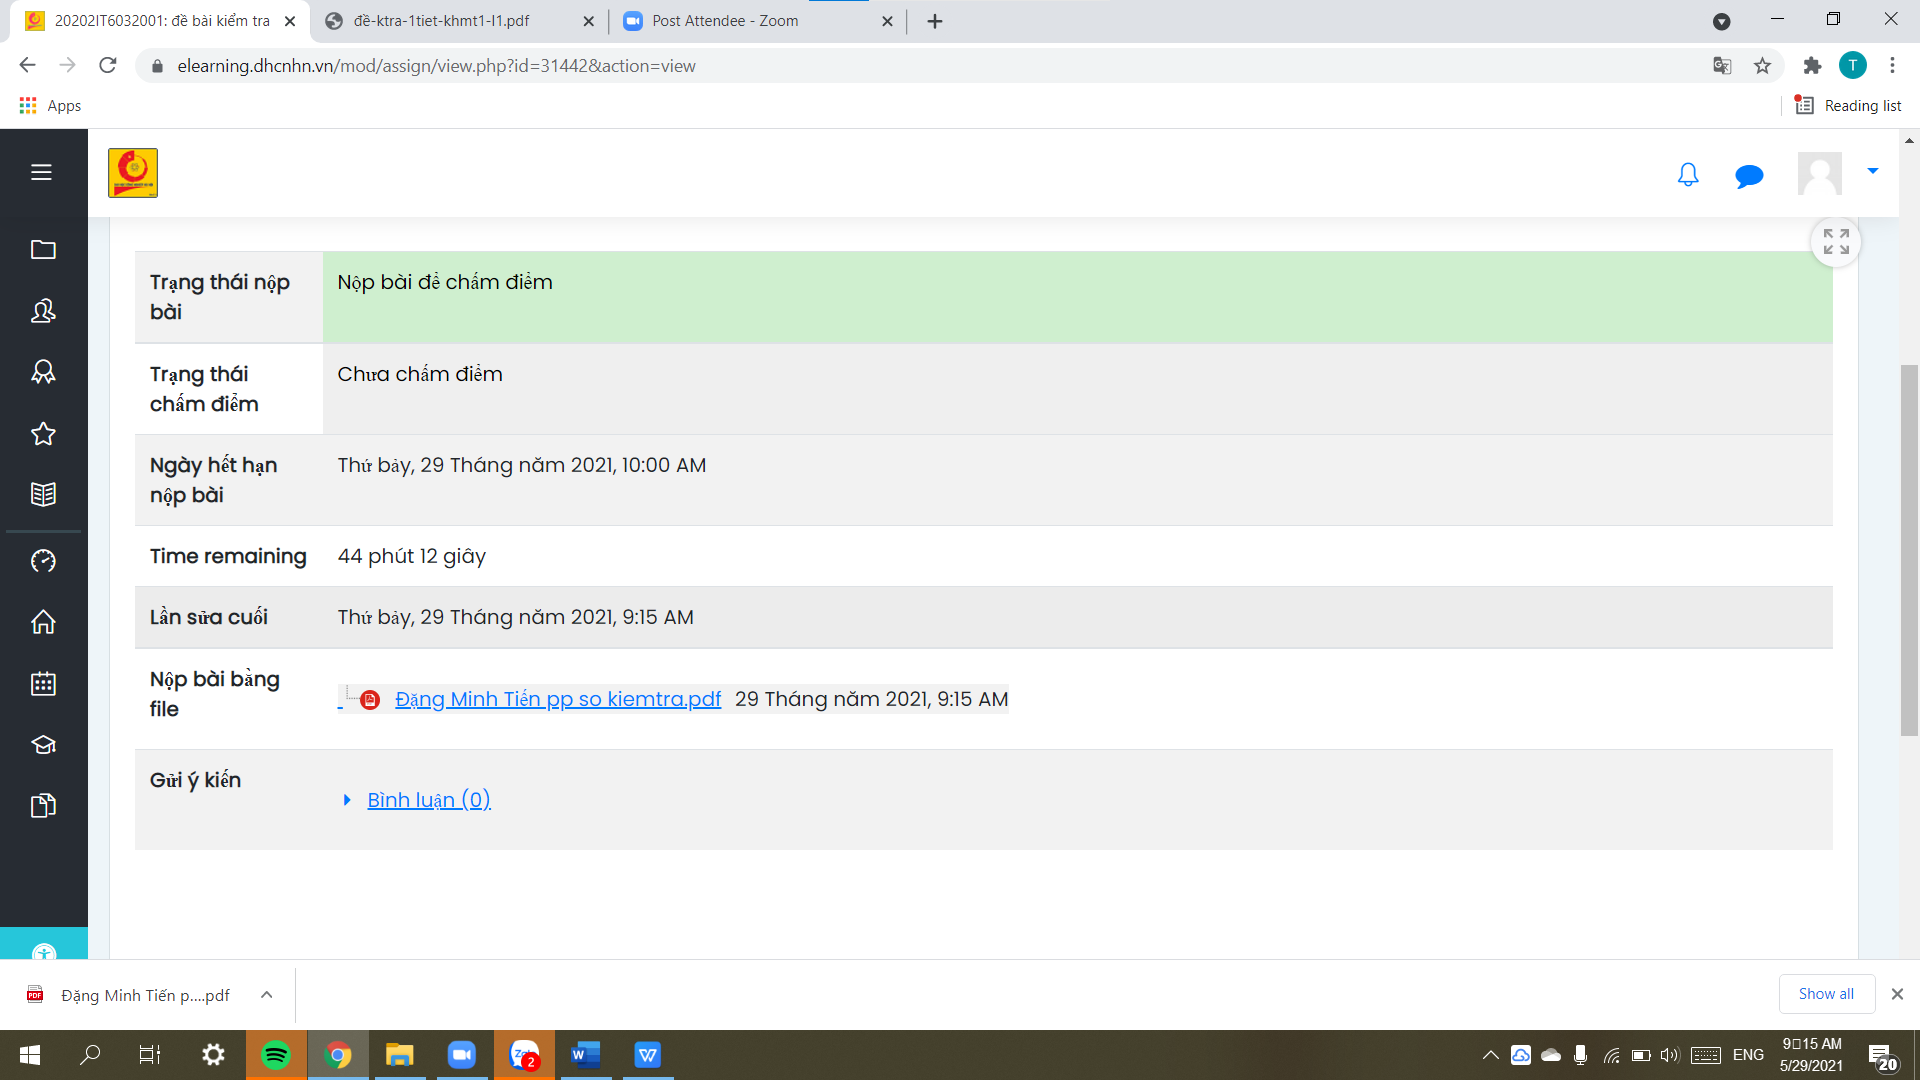 20202IT6032001: đề bài kiểm tra
đề-ktra-1tiet-khmt1-l1.pdf
Post Attendee - Zoom
elearning.dhcnhn.vn/mod/assign/view.php?id=31442&action=view
T
Apps
Reading list
Trạng thái nộp
bài
Nộp bài để chấm điểm
Trạng thái
chấm điểm
Chưa chấm điểm
Ngày hết hạn
nộp bài
Thứ bảy, 29 Tháng năm 2021, 10:00 AM
Time remaining
44 phút 12 giây
Lần sửa cuối
Thứ bảy, 29 Tháng năm 2021, 9:15 AM
Nộp bài bằng
file
Đặng Minh Tiến pp so kiemtra.pdf 29 Tháng năm 2021, 9:15 AM
Gửi ý kiến
Bình luận (0)
PDF
Đặng Minh Tiến p....pdf
Show all
2
W
W
ENG
9:15 AM
5/29/2021
20